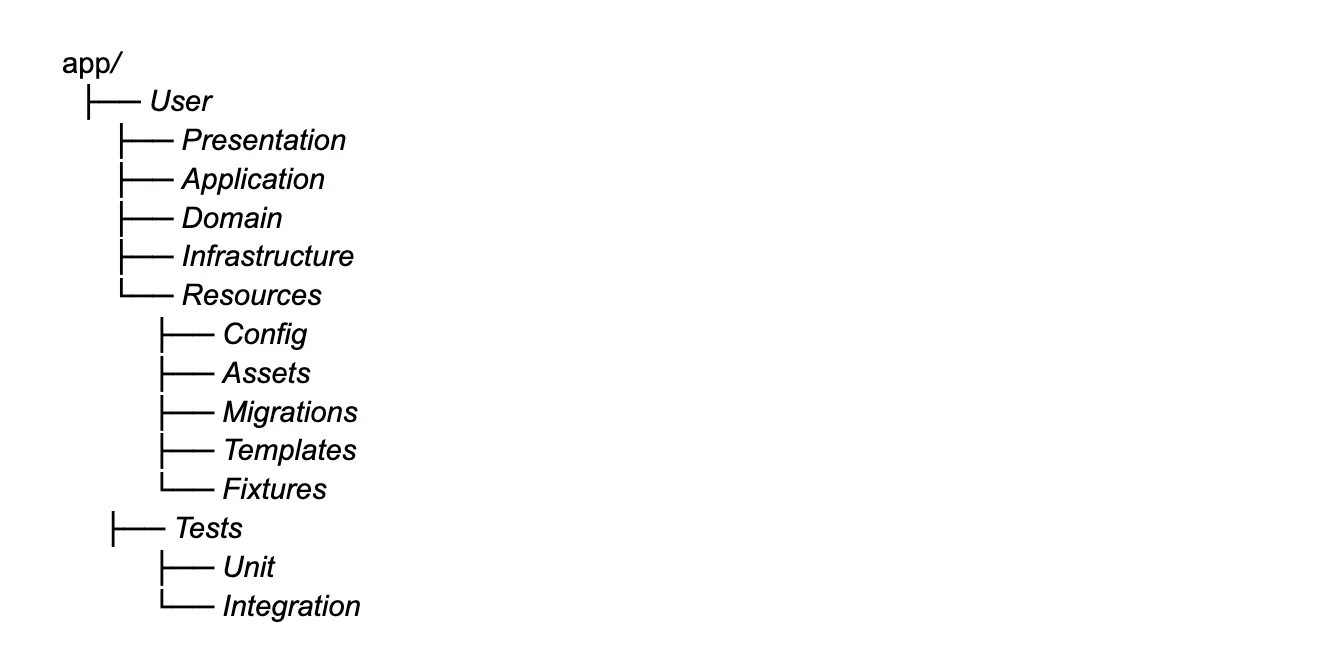 app/
├── User
├── Presentation
├── Application
├── Domain
├── Infrastructure
└── Resources
├── Config
├── Assets
├── Migrations
├── Templates
└── Fixtures
├── Tests
├── Unit
└── Integration